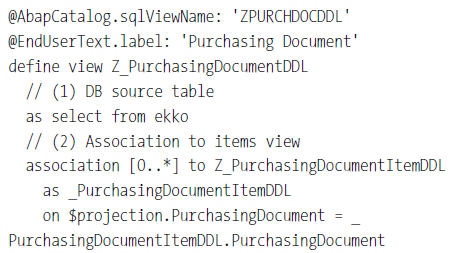 @AbapCatalog.sqlViewName: 'ZPURCHDOCDDL'
@EndUserText.label: 'Purchasing Document'
define view Z_PurchasingDocumentDDL
// (1) DB source table
as select from ekko
// (2) Association to items view
association [0..*] to Z_PurchasingDocumentItemDDL
as _PurchasingDocumentItemDDL
on $projection.PurchasingDocument = _
PurchasingDocumentItemDDL.PurchasingDocument